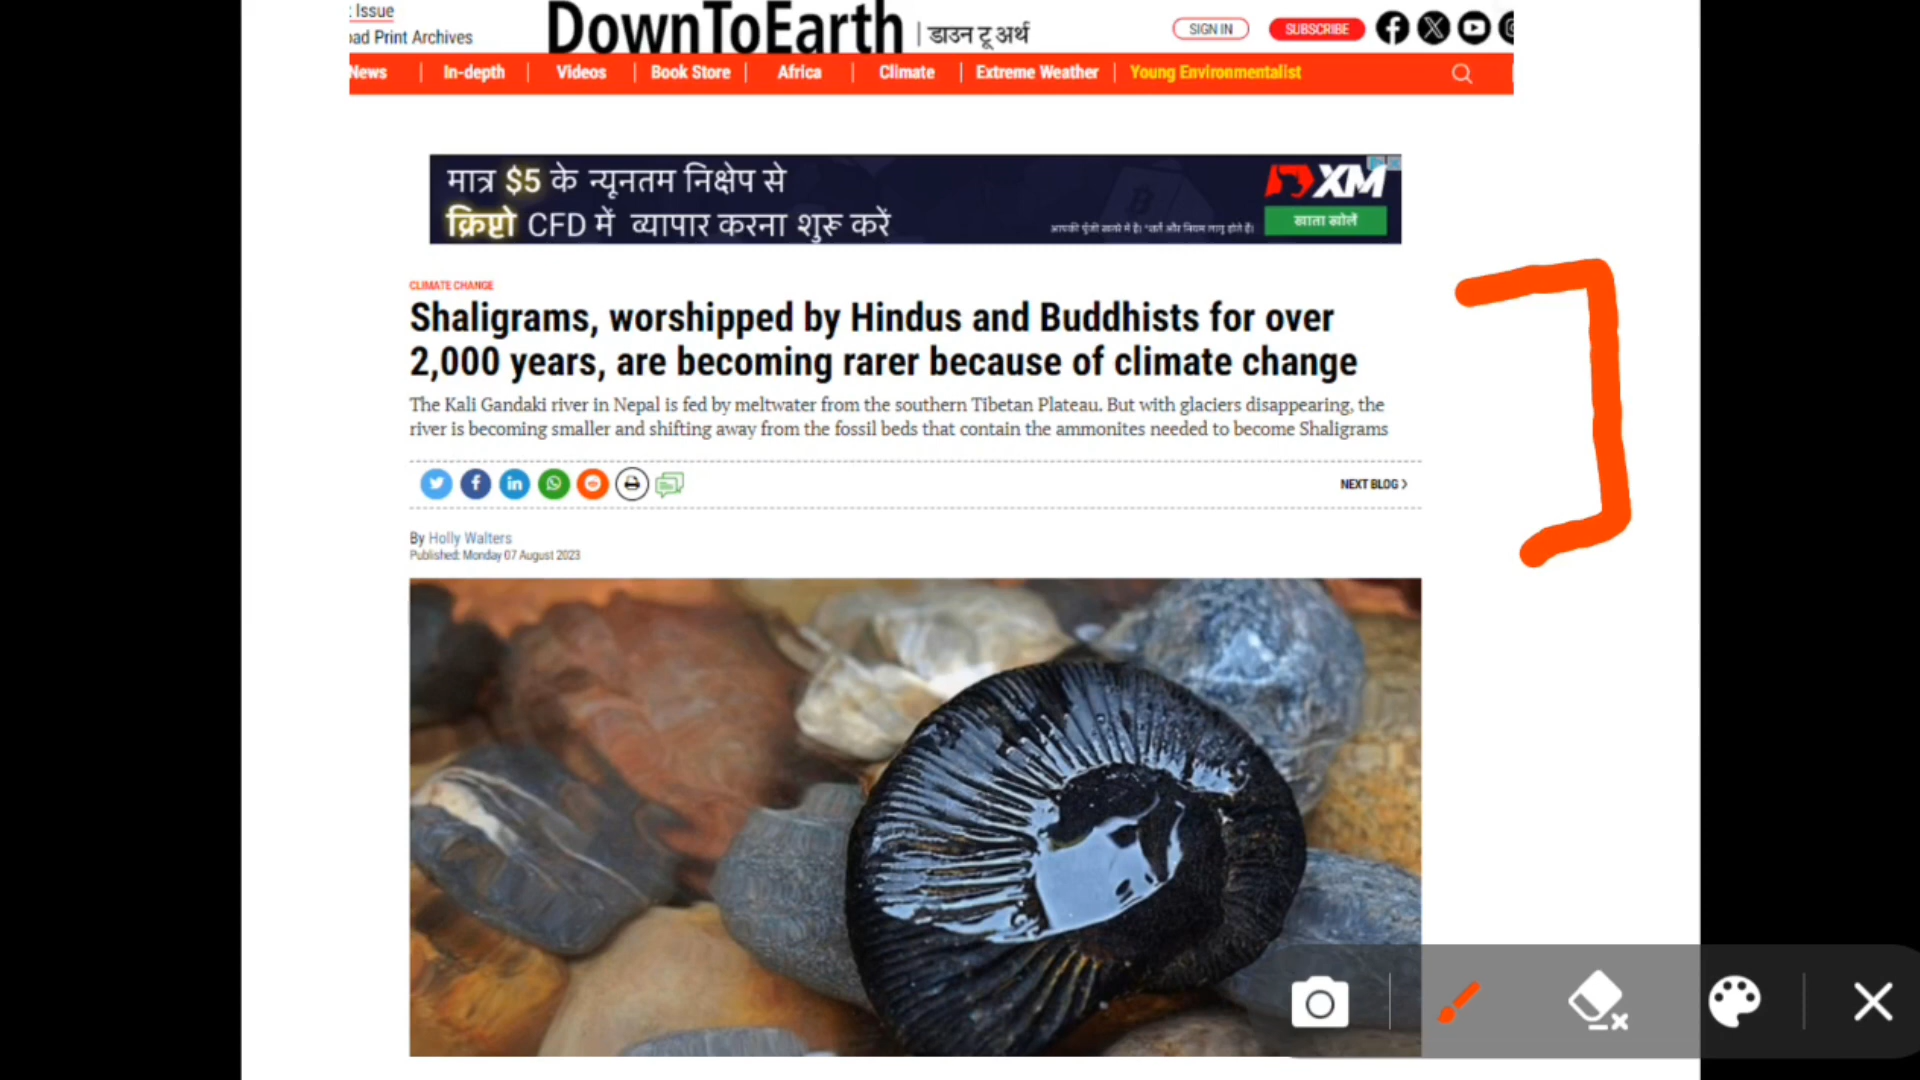 : Issue
DownToEarth | डाउन टू अर्थ
SIGN IN
SUBSCRIBE
Print Archives
News
In-depth
Videos
Book Store
Africa
Climate
Extreme Weather
Young Environmentalist
मात्र $5 के न्यूनतम निक्षेप से
क्रिप्टो CFD में व्यापार करना शुरू करें
XM
खाता खोलें
CLIMATE CHANGE
Shaligrams, worshipped by Hindus and Buddhists for over
2,000 years, are becoming rarer because of climate change
The Kali Gandaki river in Nepal is fed by meltwater from the southern Tibetan Plateau. But with glaciers disappearing, the
river is becoming smaller and shifting away from the fossil beds that contain the ammonites needed to become Shaligrams
NEXT BLOG >
By Holly Walters
Published: Monday 07 August 2023